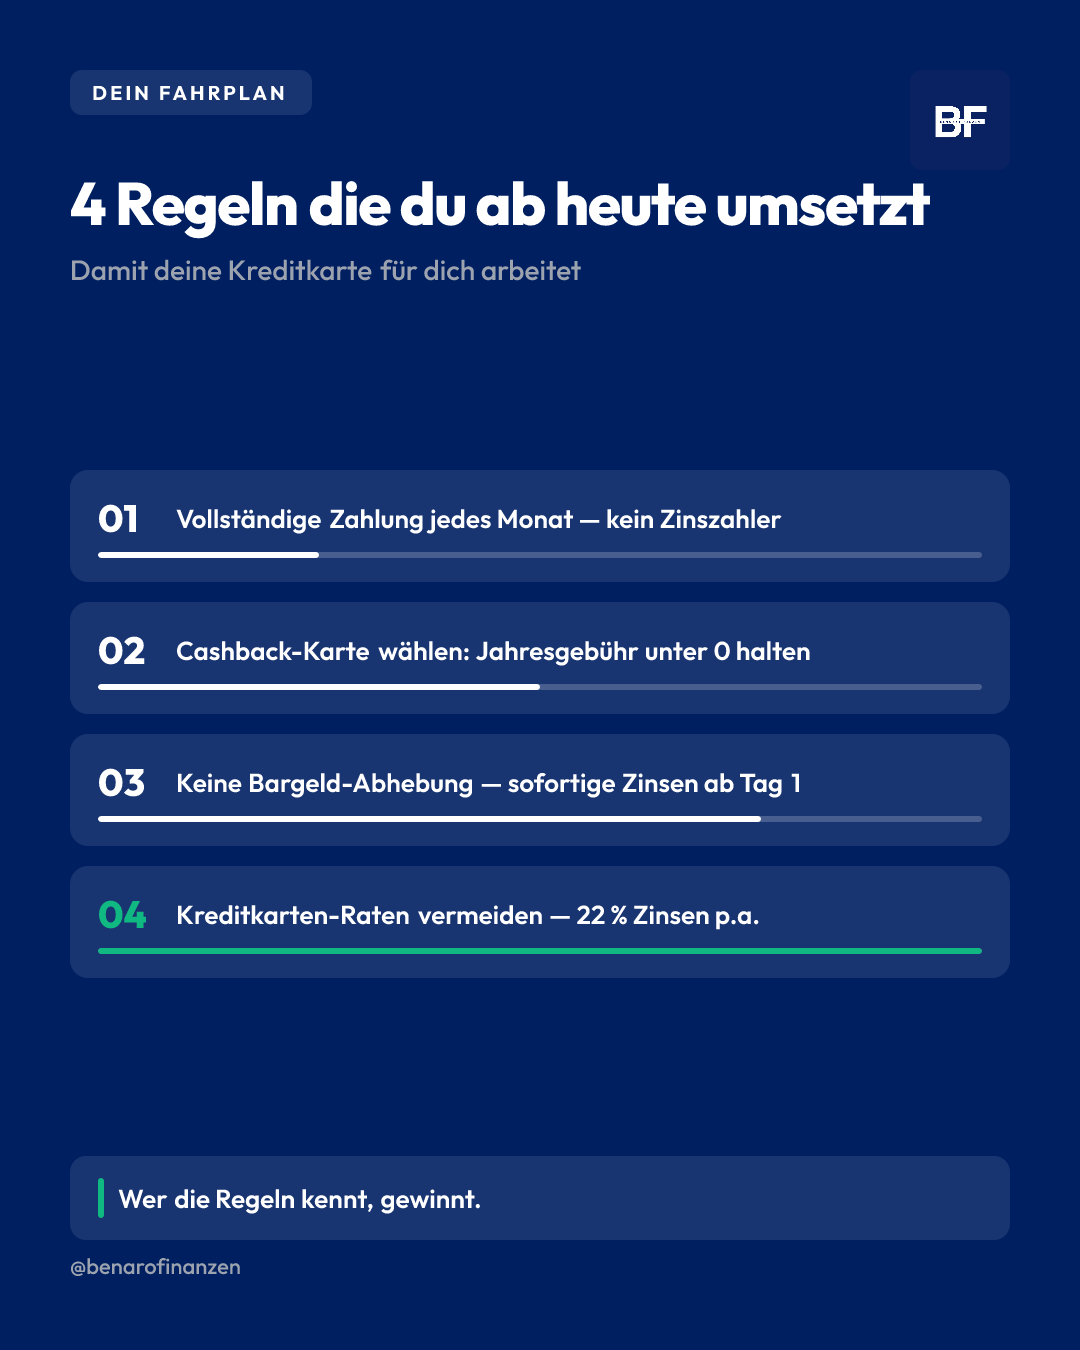 DEIN FAHRPLAN
BF
4 Regeln die du ab heute umsetzt
Damit deine Kreditkarte für dich arbeitet
01 Vollständige Zahlung jedes Monat — kein Zinszahler
02 Cashback-Karte wählen: Jahresgebühr unter 0 halten
03 Keine Bargeld-Abhebung — sofortige Zinsen ab Tag 1
04 Kreditkarten-Raten vermeiden — 22 % Zinsen p.a.
Wer die Regeln kennt, gewinnt.
@benarofinanzen